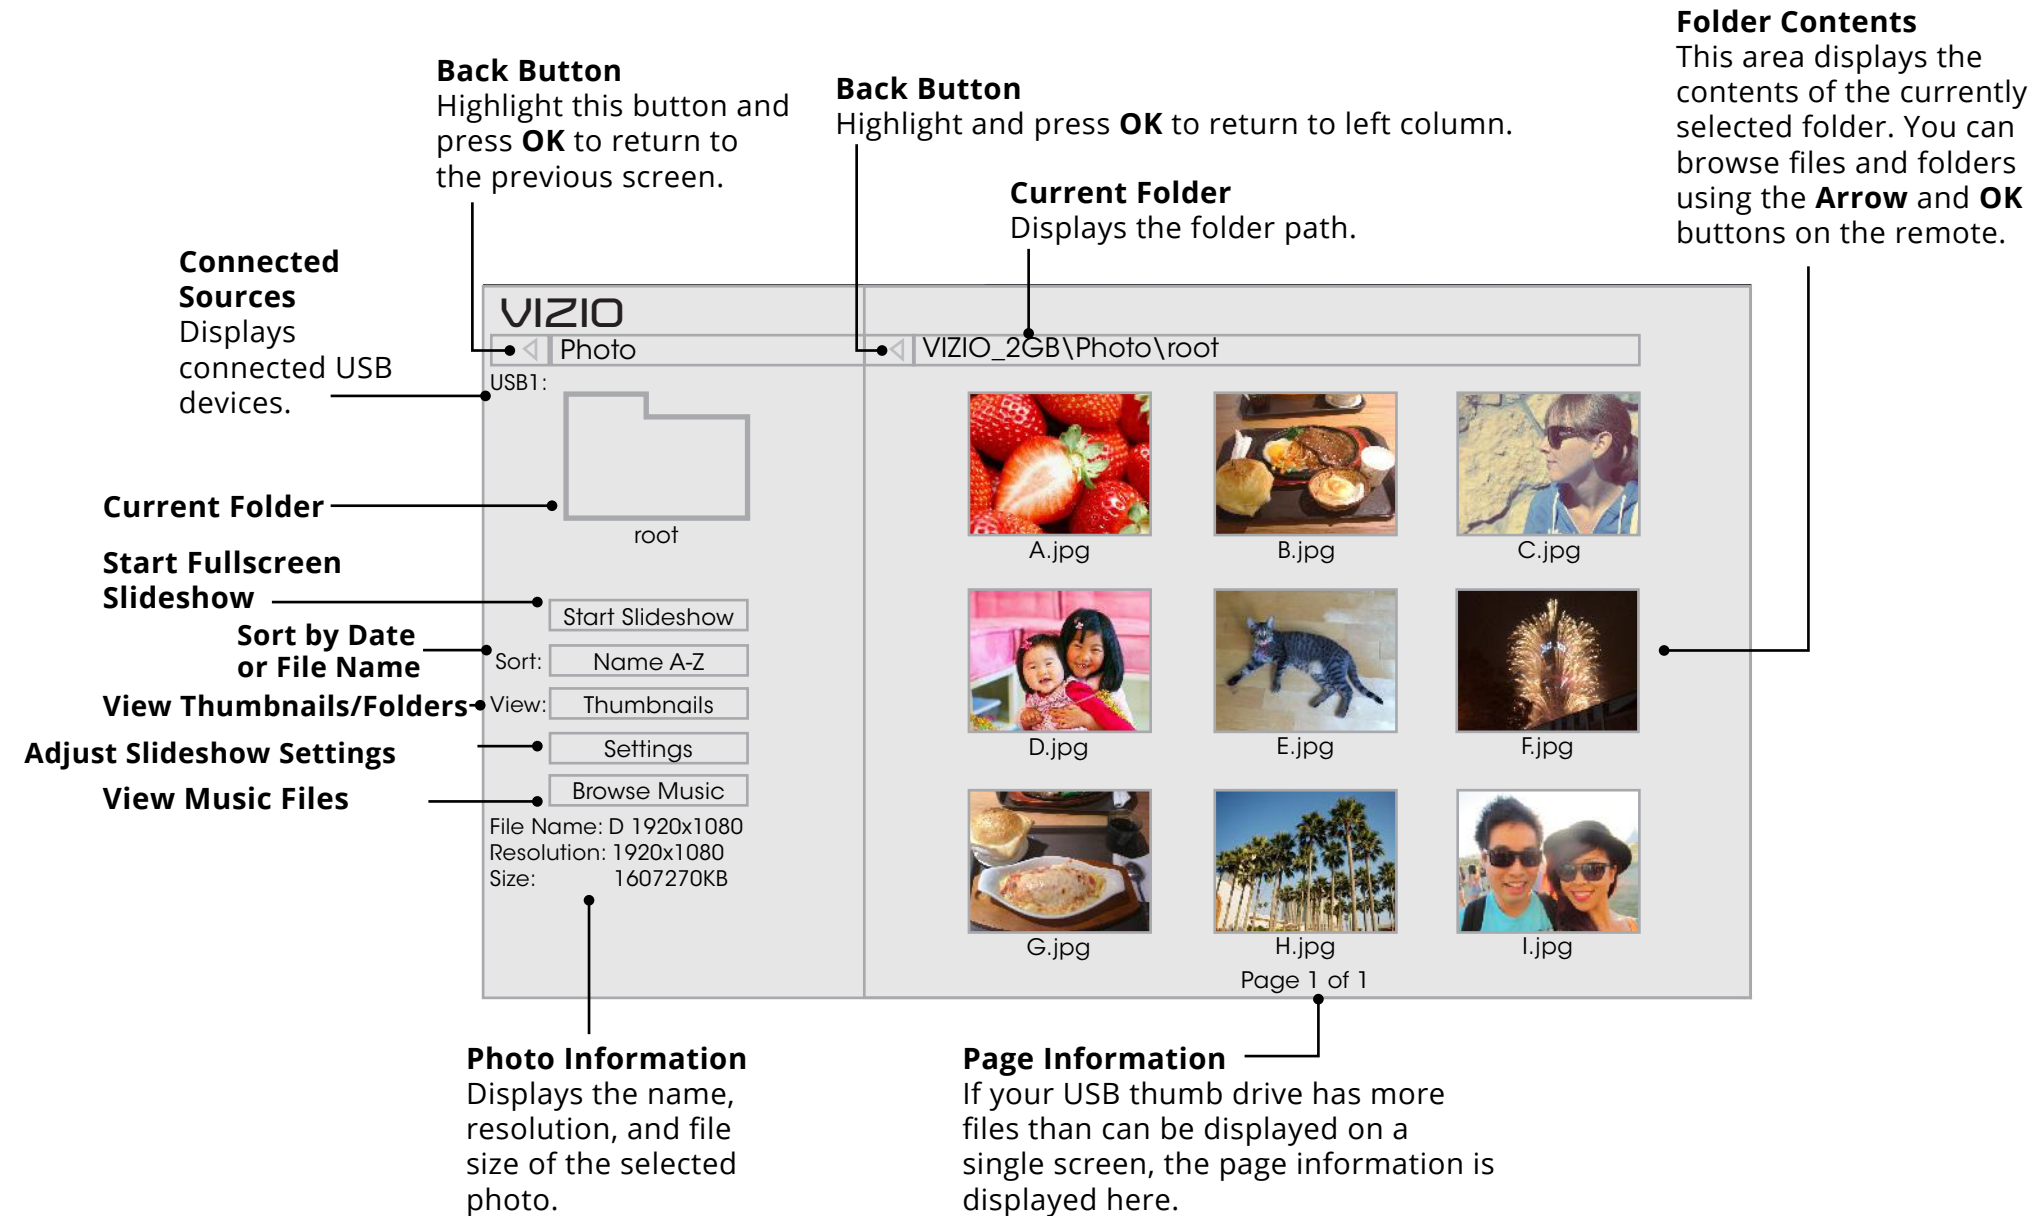 Folder Contents
This area displays the
contents of the currently
selected folder. You can
browse files and folders
using the Arrow and OK
buttons on the remote.
Back Button
Highlight this button and
press OK to return to
the previous screen.
Back Button
Highlight and press OK to return to left column.
Current Folder
Displays the folder path.
Connected
Sources
Displays
connected USB
devices.
Current Folder
Start Fullscreen
Slideshow
Sort by Date
or File Name
View Thumbnails/Folders
Adjust Slideshow Settings
View Music Files
VIZIO
Photo
USB1:
root
Start Slideshow
Sort: Name A-Z
View: Thumbnails
Settings
Browse Music
File Name: D 1920x1080
Resolution: 1920x1080
Size: 1607270KB
VIZIO_2GB\Photo\root
A.jpg B.jpg C.jpg
D.jpg E.jpg F.jpg
G.jpg H.jpg I.jpg
Page 1 of 1
Photo Information
Displays the name,
resolution, and file
size of the selected
photo.
Page Information
If your USB thumb drive has more
files than can be displayed on a
single screen, the page information is
displayed here.